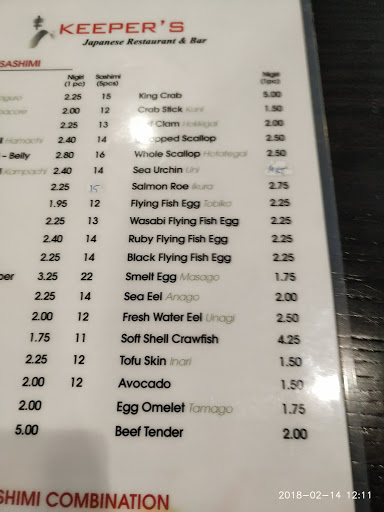 KEEPER'S
Japanese Restaurant & Bar
SASHIMI
Nigiri Sashimi Nigiri
(1 pc) (5pcs) (1pc)
2.25 15 King Crab 5.00
2.00 12 Crab Stick Kani 1.50
2.25 13 Clam Hokkigai 2.00
Hamachi 2.40 14 Scallop 2.50
- Belly 2.80 16 Whole Scallop Hotategai 2.50
Kampachi 2.40 14 Sea Urchin Uni
2.25 15 Salmon Roe Ikura 2.75
1.95 12 Flying Fish Egg Tobiko 2.25
2.25 13 Wasabi Flying Fish Egg 2.25
2.40 14 Ruby Flying Fish Egg 2.25
2.25 14 Black Flying Fish Egg 2.25
3.25 22 Smelt Egg Masago 1.75
2.25 14 Sea Eel Anago 2.00
2.00 12 Fresh Water Eel Unagi 2.50
1.75 11 Soft Shell Crawfish 4.25
2.25 12 Tofu Skin Inari 1.50
2.00 12 Avocado 1.50
2.00 Egg Omelet Tamago 1.75
5.00 Beef Tender 2.00
SHIMI COMBINATION
2018-02-14 12:11